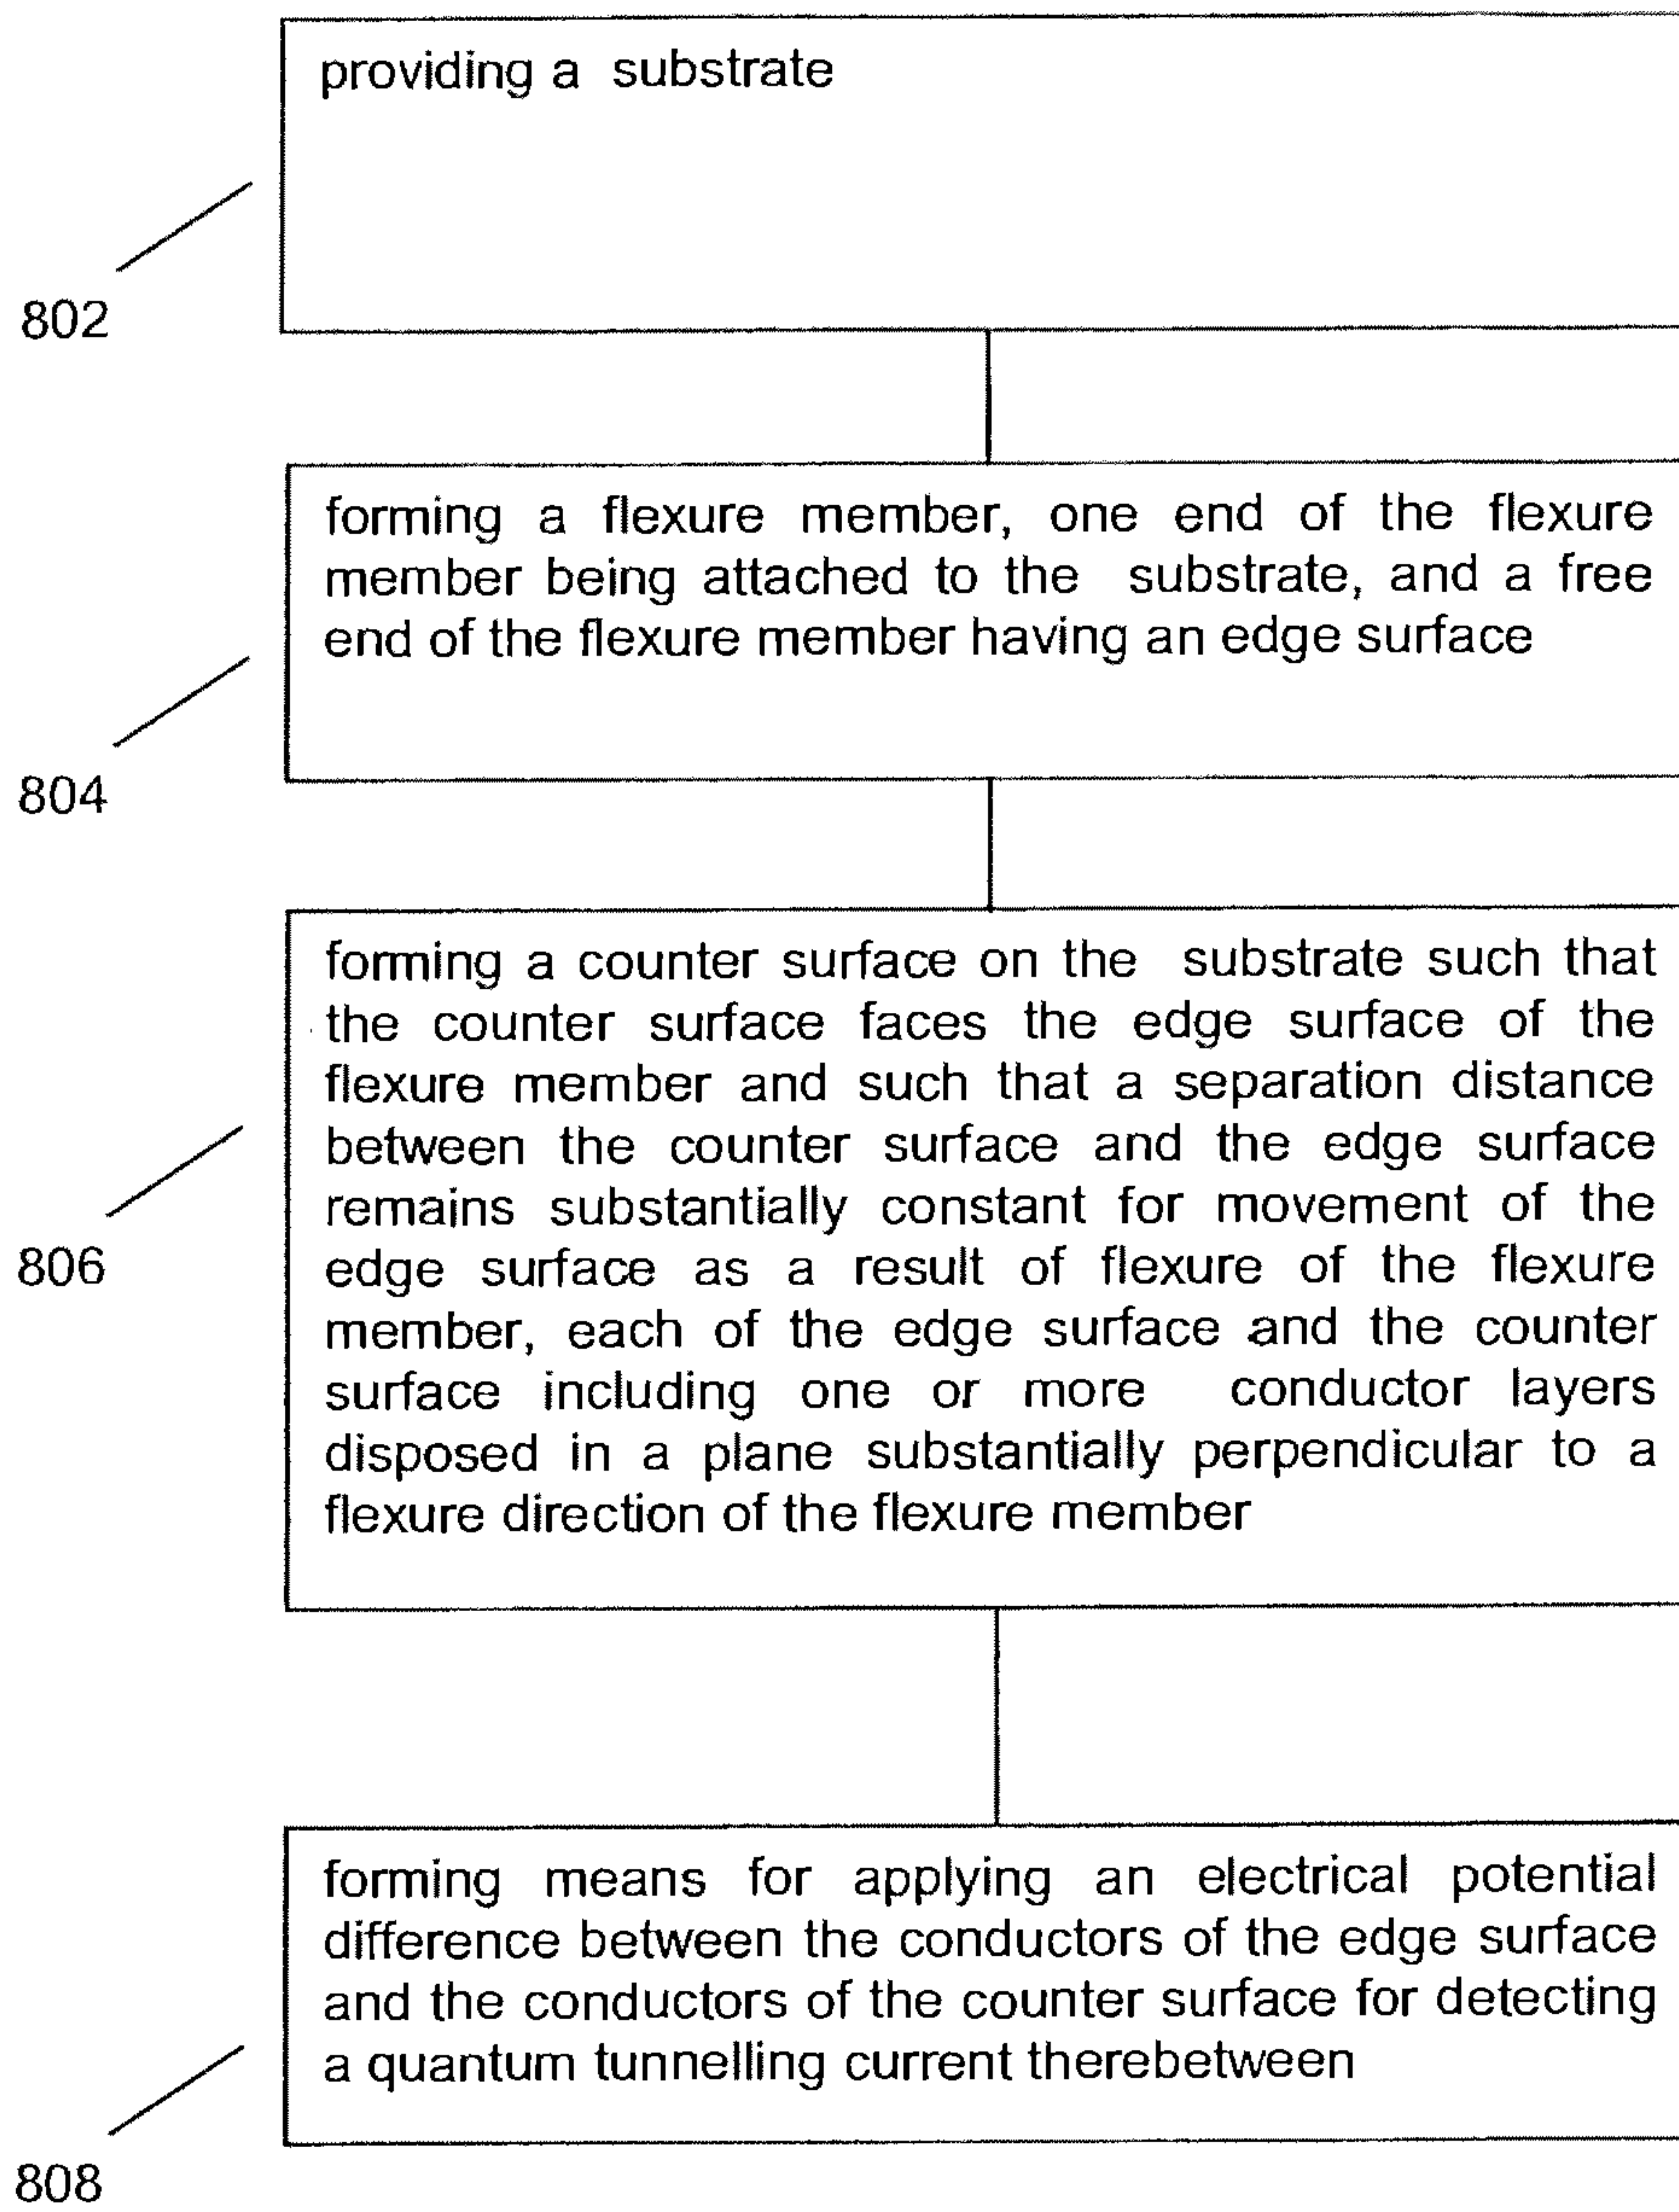 providing a substrate
802
forming a flexure member, one end of the flexure
member being attached to the substrate, and a free
end of the flexure member having an edge surface
804
forming a counter surface on the substrate such that
the counter surface faces the edge surface of the
flexure member and such that a separation distance
between the counter surface and the edge surface
remains substantially constant for movement of the
edge surface as a result of flexure of the flexure
member, each of the edge surface and the counter
surface including one or more conductor layers
disposed in a plane substantially perpendicular to a
flexure direction of the flexure member
806
forming means for applying an electrical potential
difference between the conductors of the edge surface
and the conductors of the counter surface for detecting
a quantum tunnelling current therebetween
808